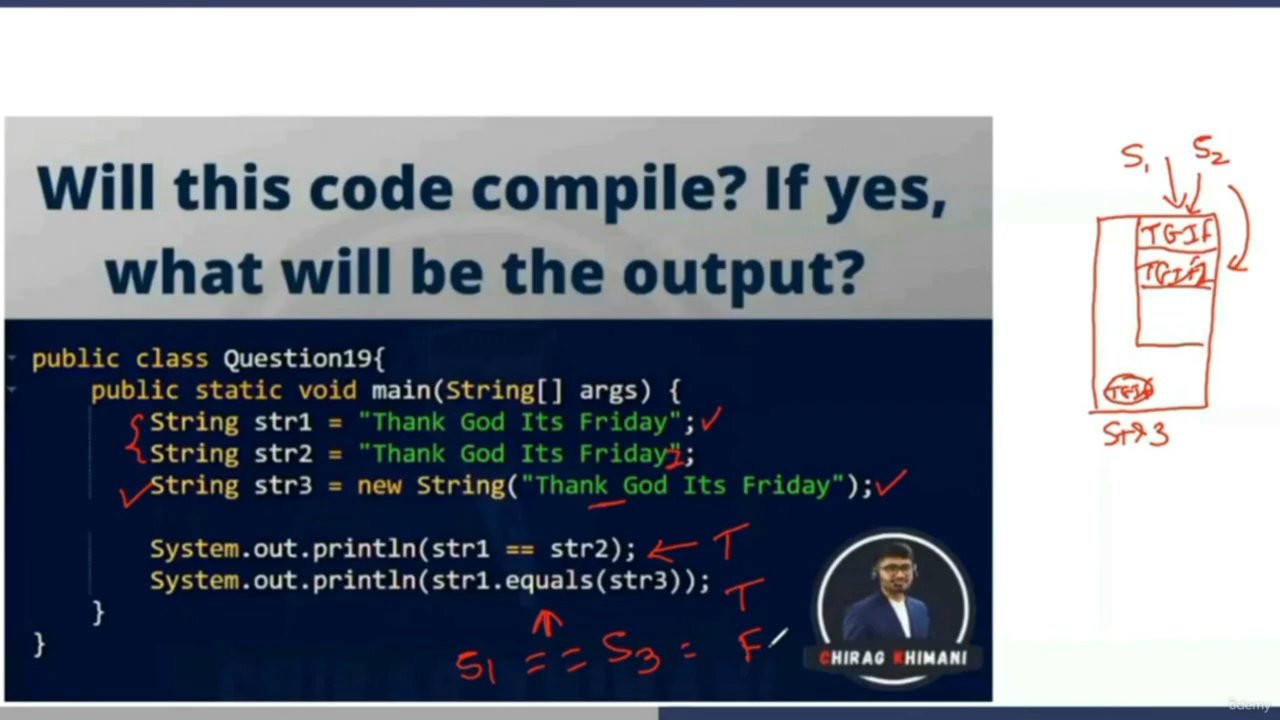 Will this code compile? If yes,
what will be the output?
public class Question19{
public static void main(String[] args) {
String str1 = "Thank God Its Friday";
String str2 = "Thank God Its Friday";
String str3 = new String("Thank God Its Friday");
System.out.println(str1 == str2);
T
System.out.println(str1.equals(str3));
T
}
}
S1 == S3 = F
CHIRAG KHIMANI
S1 S2
TGIF
TGIF2
TGIF
Str3
ûdemy